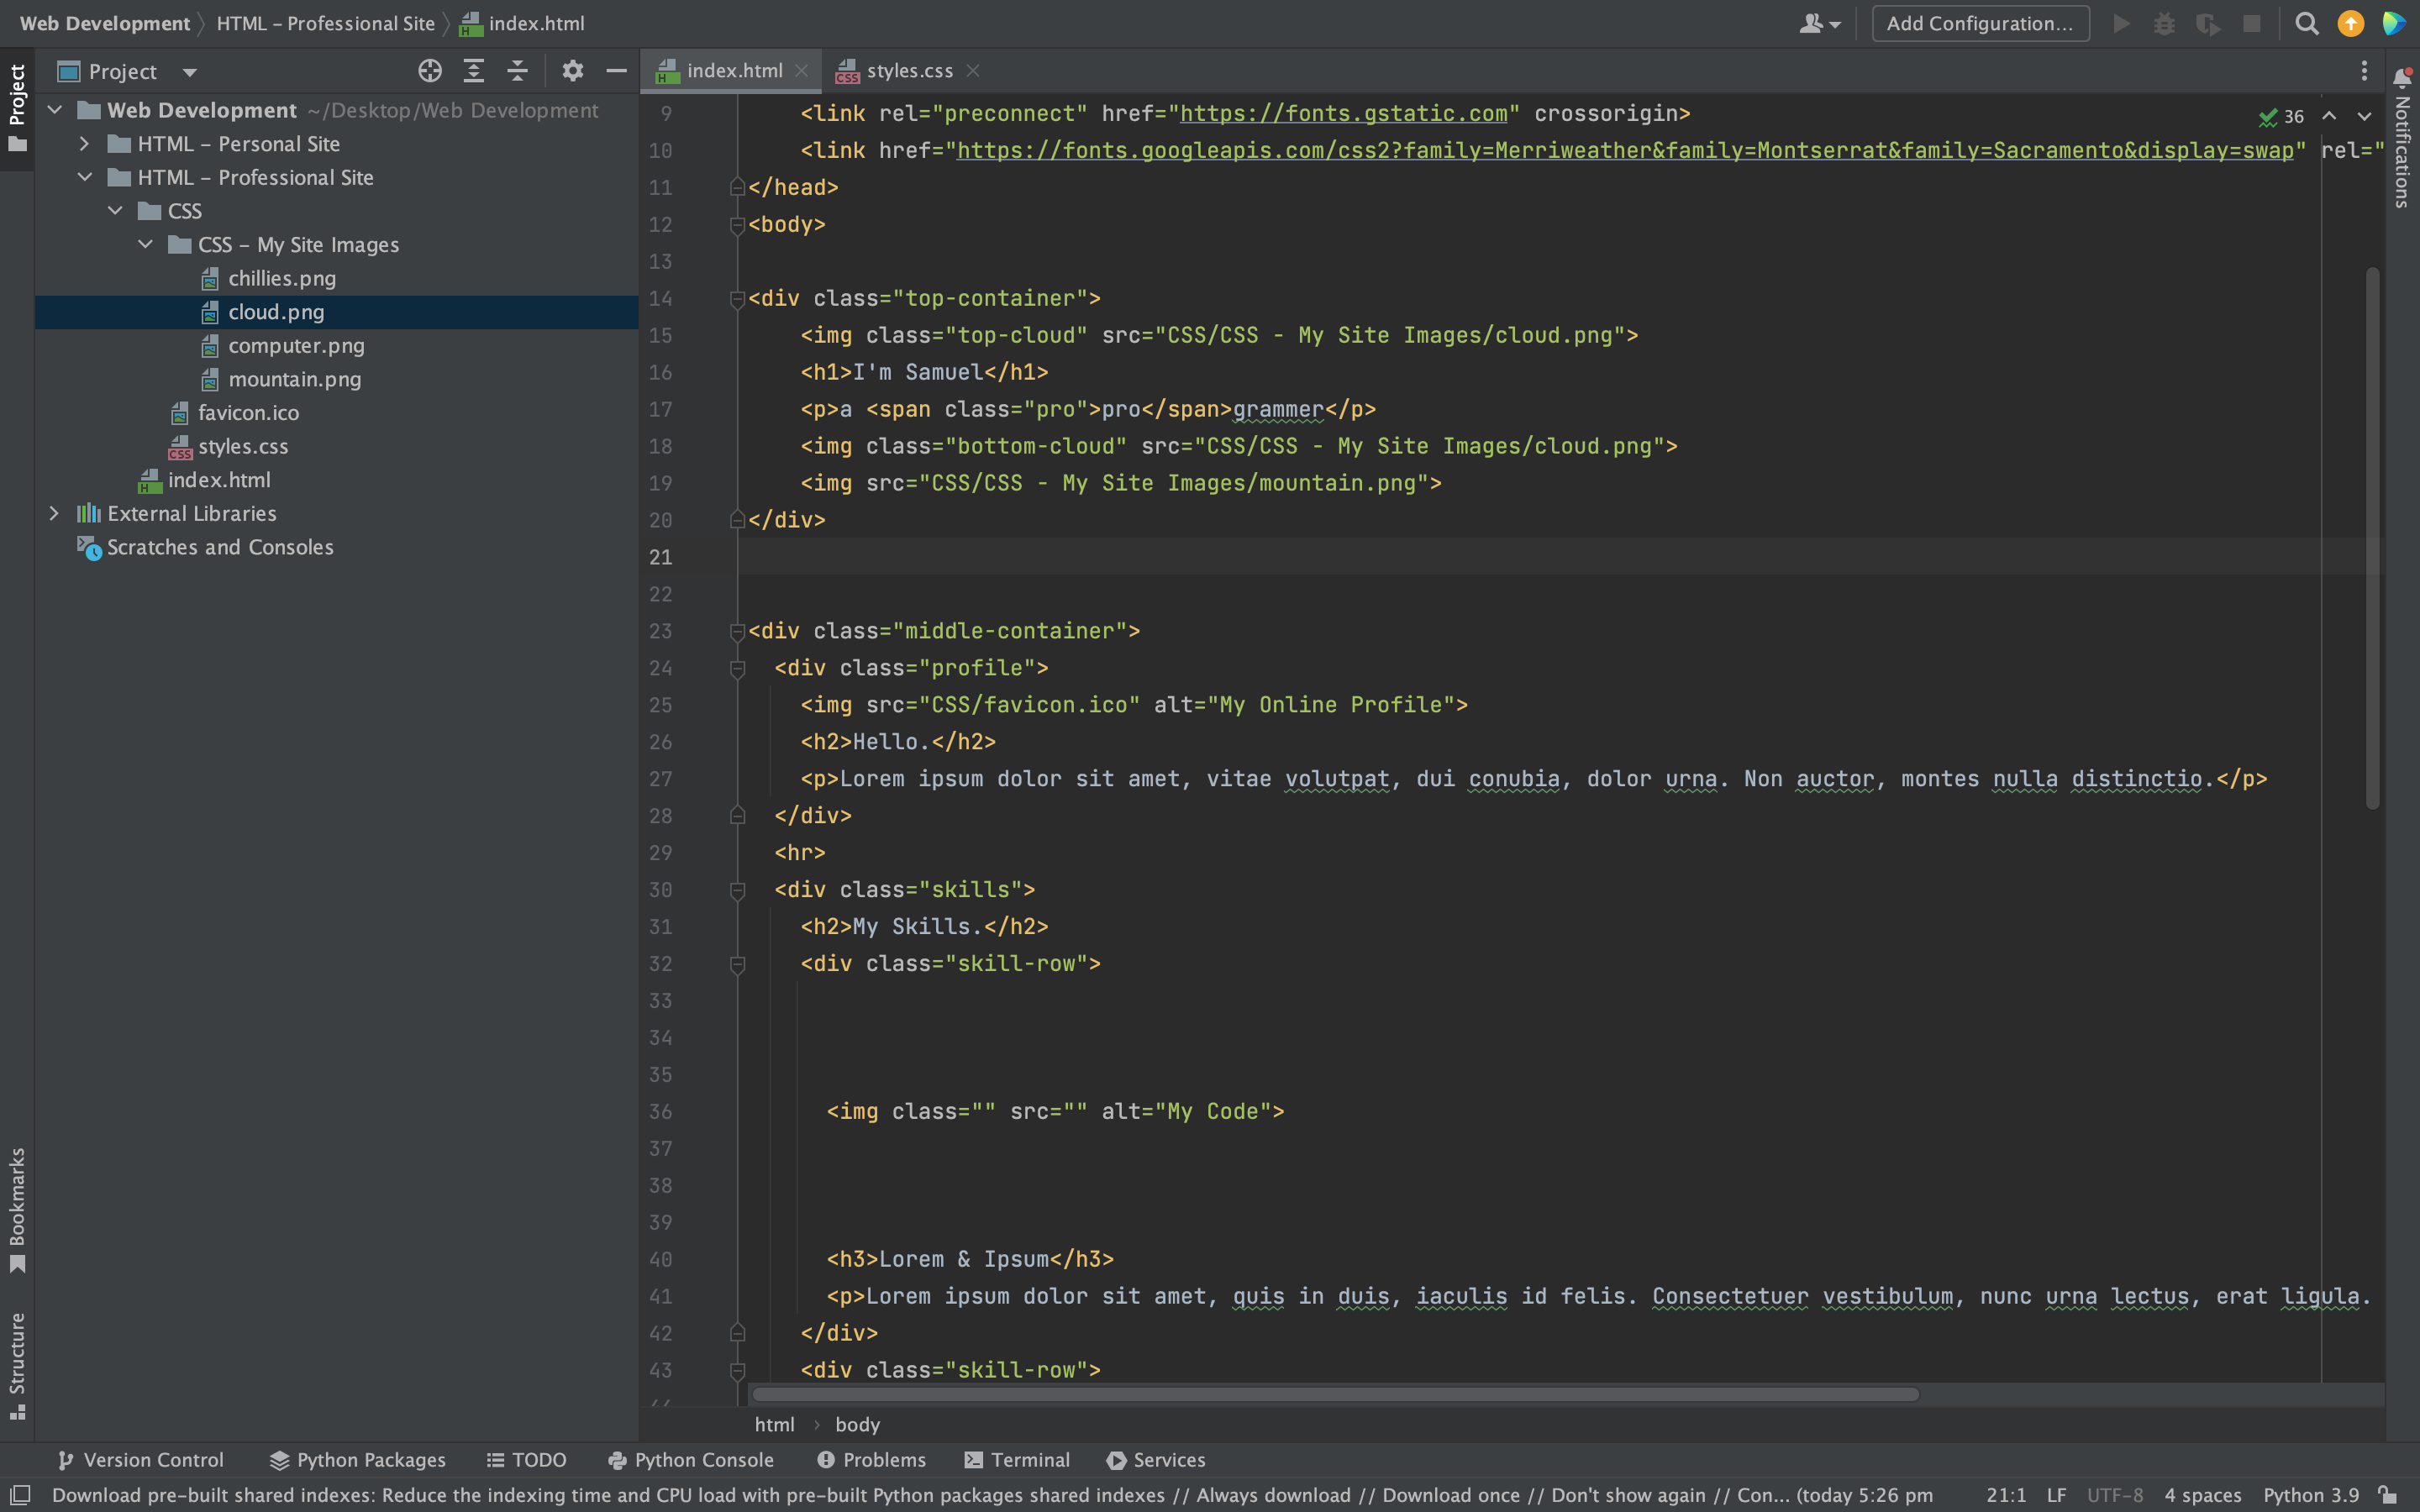 Web Development HTML – Professional Site index.html
Add Configuration...
Project
Project
index.html
styles.css
Notifications
Web Development ~/Desktop/Web Development
HTML – Personal Site
HTML – Professional Site
CSS
CSS – My Site Images
chillies.png
cloud.png
computer.png
mountain.png
favicon.ico
styles.css
index.html
External Libraries
Scratches and Consoles
36
9 <link rel="preconnect" href="https://fonts.gstatic.com" crossorigin>
10 <link href="https://fonts.googleapis.com/css2?family=Merriweather&family=Montserrat&family=Sacramento&display=swap" rel="
11 </head>
12 <body>
13
14 <div class="top-container">
15 <img class="top-cloud" src="CSS/CSS - My Site Images/cloud.png">
16 <h1>I'm Samuel</h1>
17 <p>a <span class="pro">pro</span>grammer</p>
18 <img class="bottom-cloud" src="CSS/CSS - My Site Images/cloud.png">
19 <img src="CSS/CSS - My Site Images/mountain.png">
20 </div>
21
22
23 <div class="middle-container">
24 <div class="profile">
25 <img src="CSS/favicon.ico" alt="My Online Profile">
26 <h2>Hello.</h2>
27 <p>Lorem ipsum dolor sit amet, vitae volutpat, dui conubia, dolor urna. Non auctor, montes nulla distinctio.</p>
28 </div>
29 <hr>
30 <div class="skills">
31 <h2>My Skills.</h2>
32 <div class="skill-row">
33
34
35
36 <img class="" src="" alt="My Code">
37
38
39
40 <h3>Lorem & Ipsum</h3>
41 <p>Lorem ipsum dolor sit amet, quis in duis, iaculis id felis. Consectetuer vestibulum, nunc urna lectus, erat ligula.
42 </div>
43 <div class="skill-row">
html body
Bookmarks
Structure
Version Control Python Packages TODO Python Console Problems Terminal Services
Download pre-built shared indexes: Reduce the indexing time and CPU load with pre-built Python packages shared indexes // Always download // Download once // Don't show again // Con... (today 5:26 pm 21:1 LF UTF-8 4 spaces Python 3.9